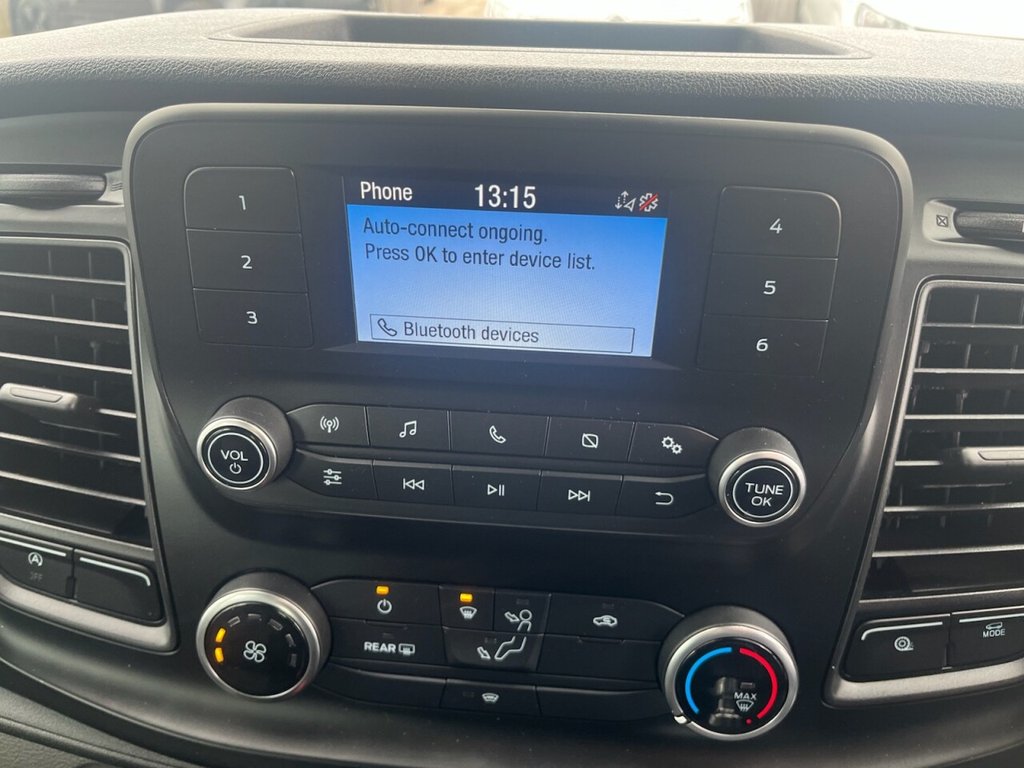 Phone 13:15
Auto-connect ongoing.
Press OK to enter device list.
Bluetooth devices
1
2
3
4
5
6
VOL
TUNE
OK
A
OFF
REAR
MAX
MODE